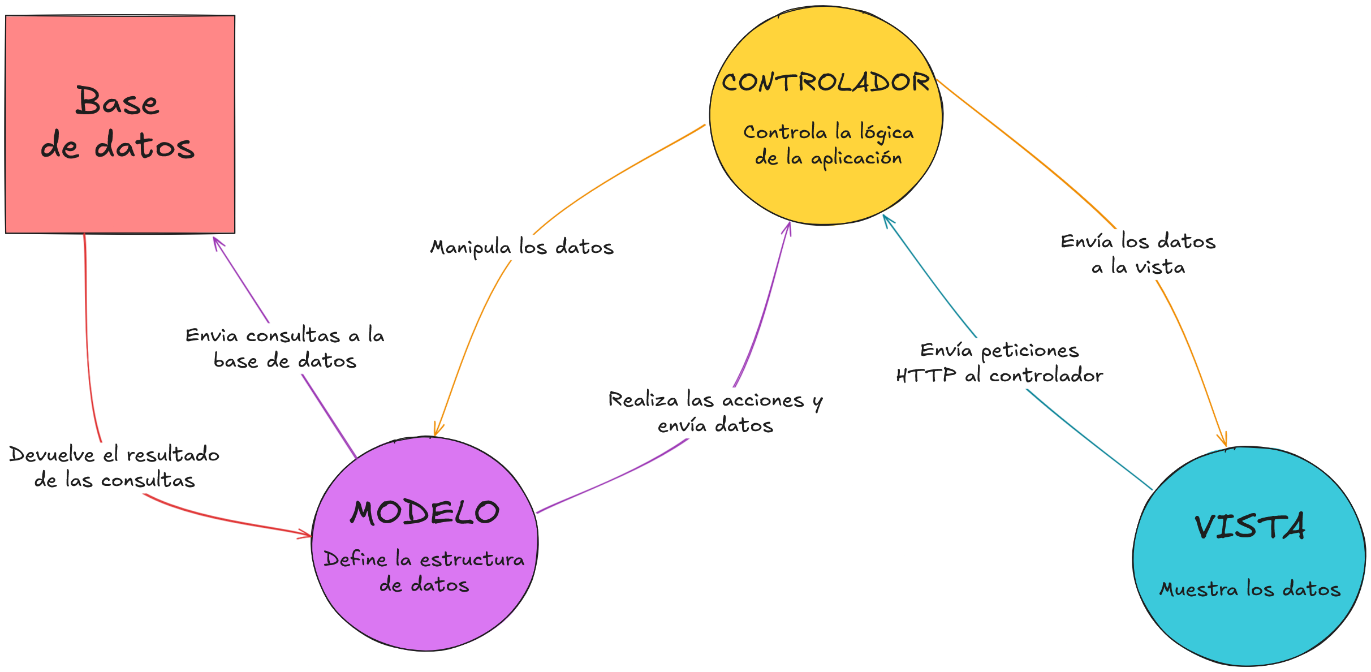 Base
de datos
CONTROLADOR
Controla la lógica
de la aplicación
Manipula los datos
Envía los datos
a la vista
Envia consultas a la
base de datos
Envía peticiones
HTTP al controlador
Realiza las acciones y
envía datos
Devuelve el resultado
de las consultas
MODELO
Define la estructura
de datos
VISTA
Muestra los datos